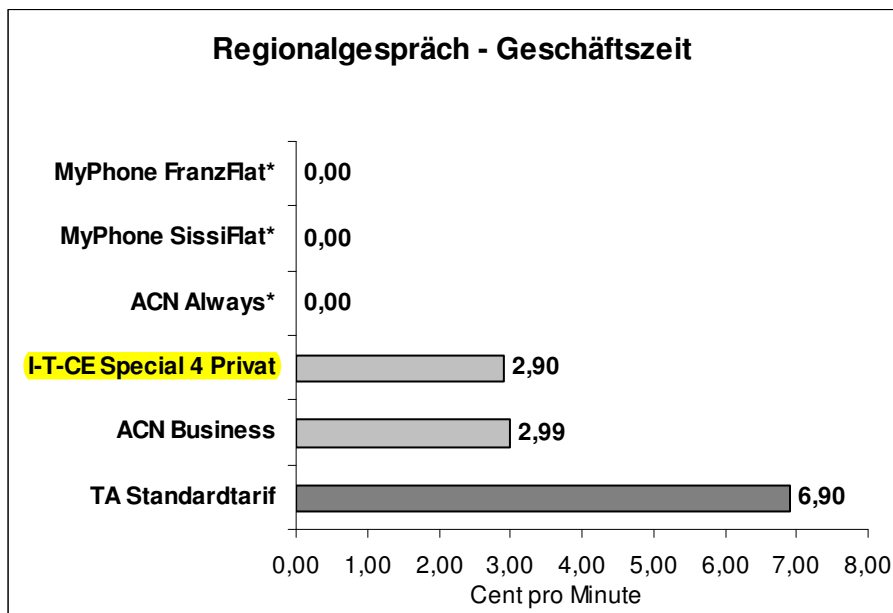 Regionalgespräch - Geschäftszeit
MyPhone FranzFlat* 0,00
MyPhone SissiFlat* 0,00
ACN Always* 0,00
I-T-CE Special 4 Privat 2,90
ACN Business 2,99
TA Standardtarif 6,90
0,00 1,00 2,00 3,00 4,00 5,00 6,00 7,00 8,00
Cent pro Minute